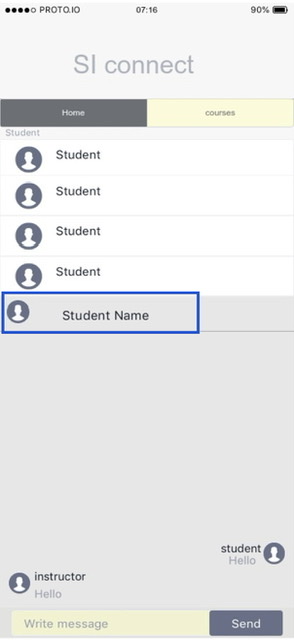 PROTO.IO 07:16 90%
SI connect
Home courses
Student
Student
Student
Student
Student
Student Name
student
Hello
instructor
Hello
Write message Send